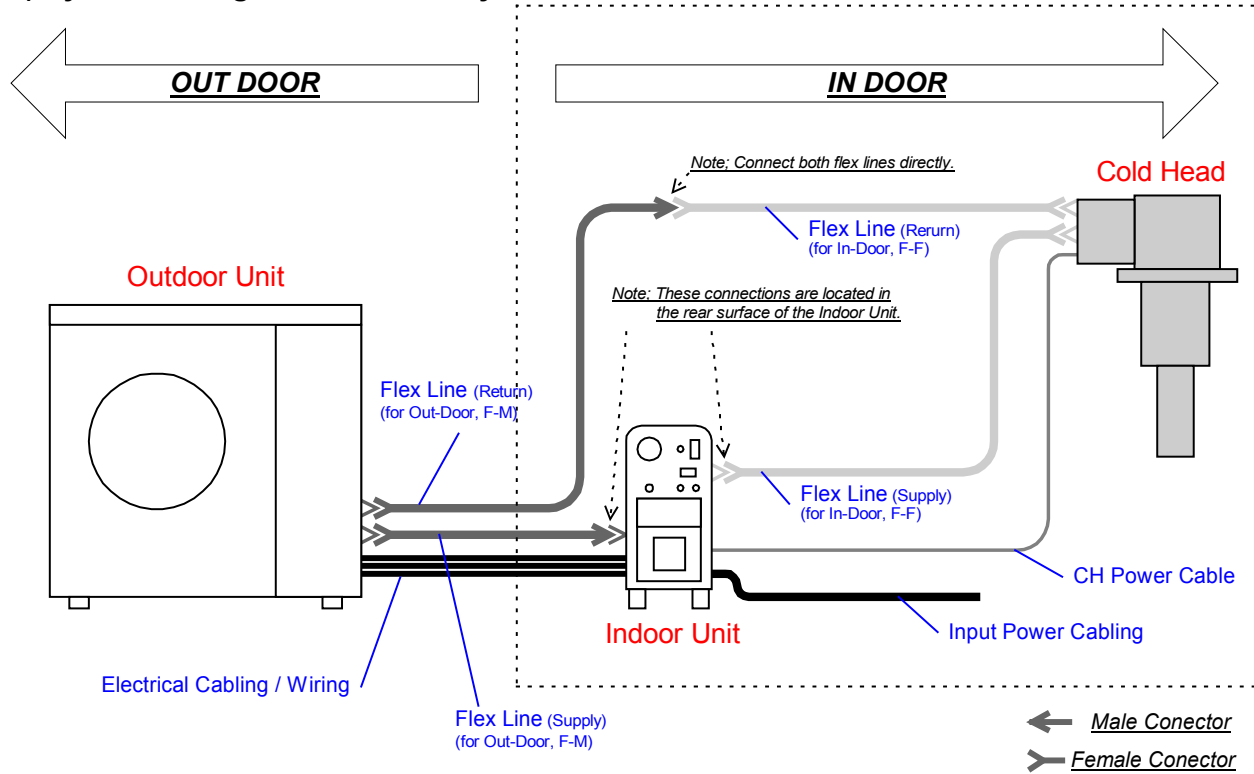 OUT DOOR
IN DOOR
Note; Connect both flex lines directly.
Cold Head
Flex Line (Rerurn)
(for In-Door, F-F)
Outdoor Unit
Note; These connections are located in
the rear surface of the Indoor Unit.
Flex Line (Return)
(for Out-Door, F-M)
Flex Line (Supply)
(for In-Door, F-F)
CH Power Cable
Indoor Unit
Input Power Cabling
Electrical Cabling / Wiring
Flex Line (Supply)
(for Out-Door, F-M)
Male Conector
Female Conector